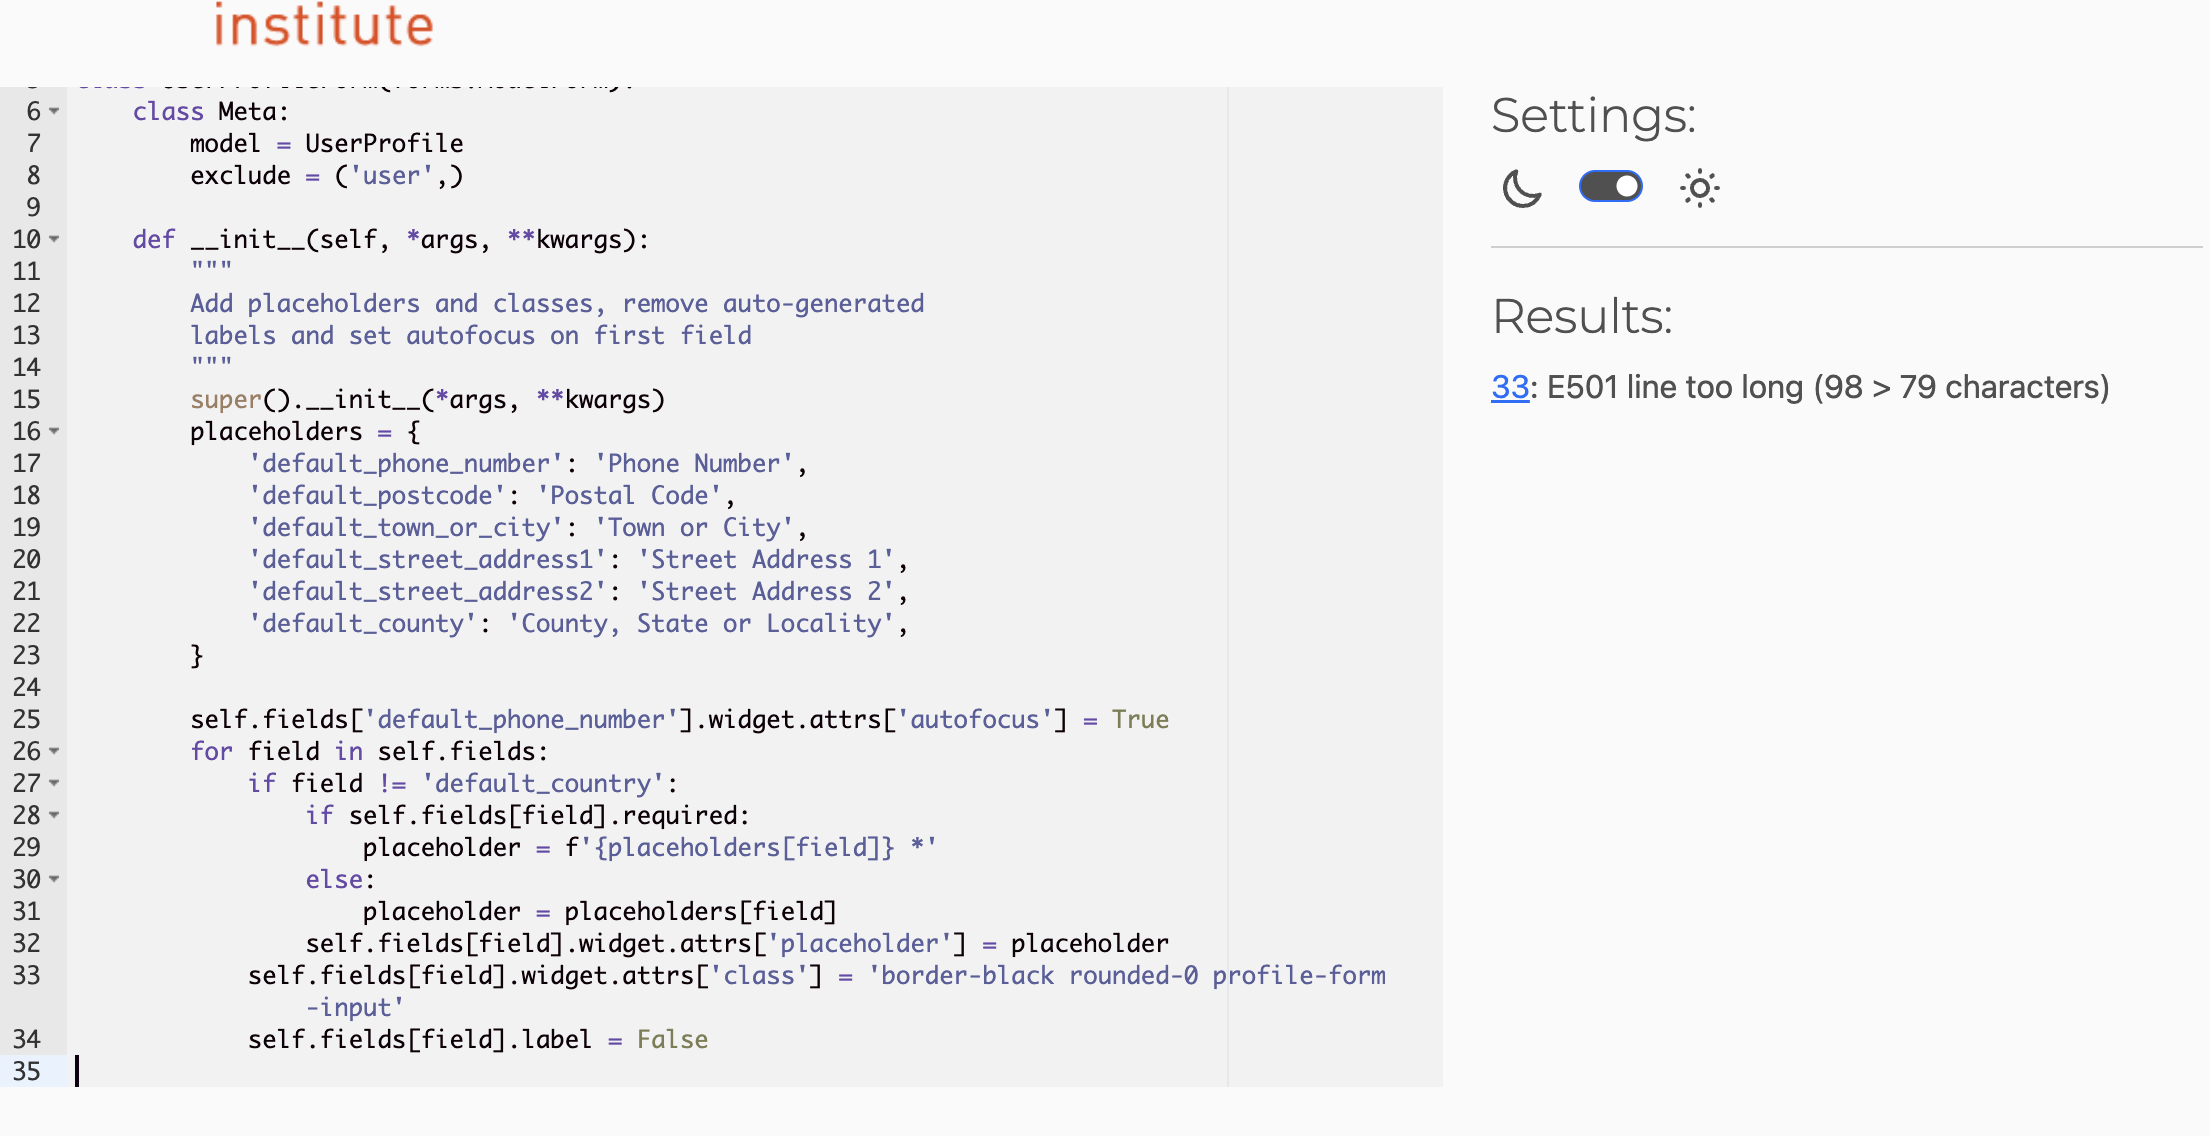 institute
6 class Meta:
7 model = UserProfile
8 exclude = ('user',)
9
10 def __init__(self, *args, **kwargs):
11 """
12 Add placeholders and classes, remove auto-generated
13 labels and set autofocus on first field
14 """
15 super().__init__(*args, **kwargs)
16 placeholders = {
17 'default_phone_number': 'Phone Number',
18 'default_postcode': 'Postal Code',
19 'default_town_or_city': 'Town or City',
20 'default_street_address1': 'Street Address 1',
21 'default_street_address2': 'Street Address 2',
22 'default_county': 'County, State or Locality',
23 }
24
25 self.fields['default_phone_number'].widget.attrs['autofocus'] = True
26 for field in self.fields:
27 if field != 'default_country':
28 if self.fields[field].required:
29 placeholder = f'{placeholders[field]} *'
30 else:
31 placeholder = placeholders[field]
32 self.fields[field].widget.attrs['placeholder'] = placeholder
33 self.fields[field].widget.attrs['class'] = 'border-black rounded-0 profile-form
-input'
34 self.fields[field].label = False
35
Settings:
Results:
33: E501 line too long (98 > 79 characters)